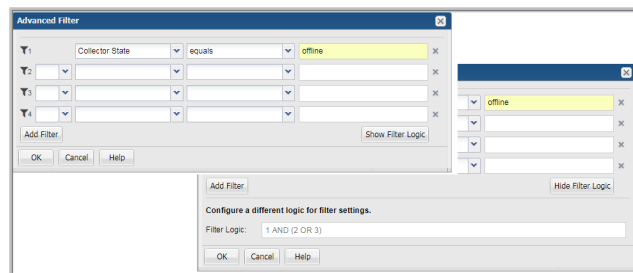 Advanced Filter
1 Collector State equals offline
2
3
4
Add Filter Show Filter Logic
OK Cancel Help
offline
Add Filter Hide Filter Logic
Configure a different logic for filter settings.
Filter Logic: 1 AND (2 OR 3)
OK Cancel Help